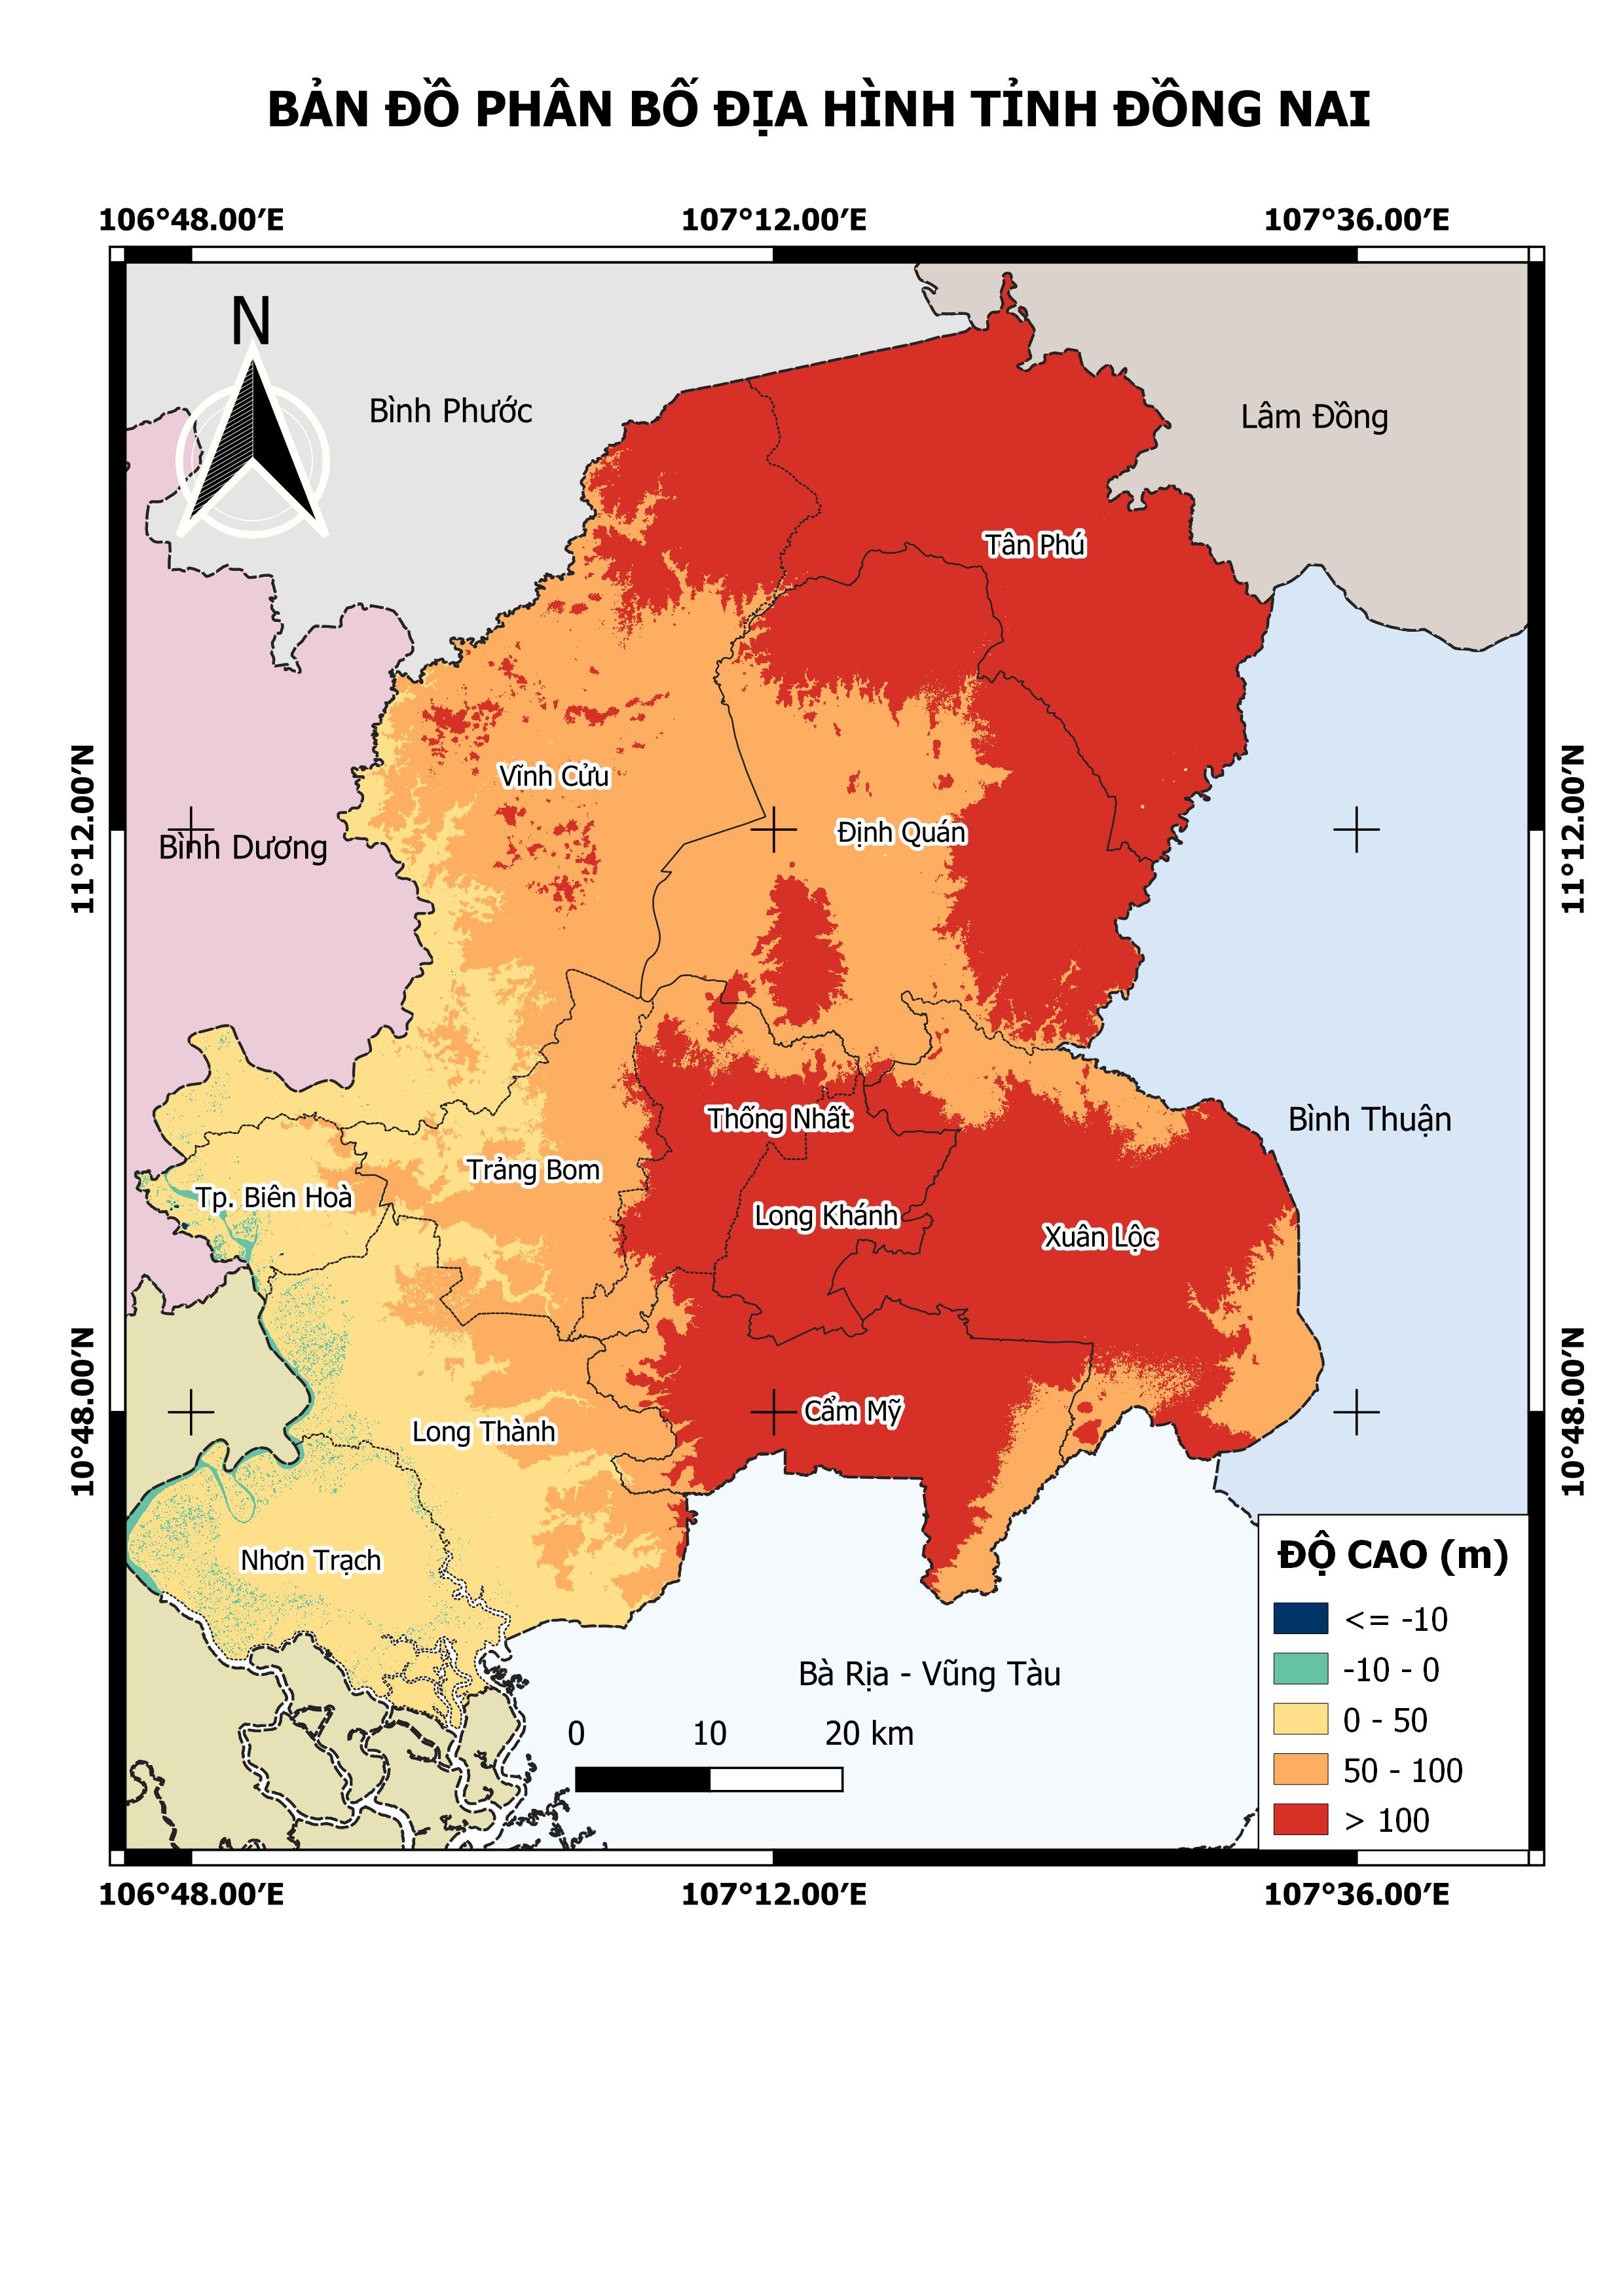 BẢN ĐỒ PHÂN BỐ ĐỊA HÌNH TỈNH ĐỒNG NAI
106°48.00′E 107°12.00′E 107°36.00′E
N
Bình Phước
Lâm Đồng
Tân Phú
11°12.00′N
11°12.00′N
Vĩnh Cửu
Định Quán
Bình Dương
Thống Nhất
Bình Thuận
Trảng Bom
Tp. Biên Hoà
Long Khánh
Xuân Lộc
10°48.00′N
10°48.00′N
Cẩm Mỹ
Long Thành
Nhơn Trạch
ĐỘ CAO (m)
<= -10
-10 - 0
0 - 50
50 - 100
> 100
Bà Rịa - Vũng Tàu
0 10 20 km
106°48.00′E 107°12.00′E 107°36.00′E